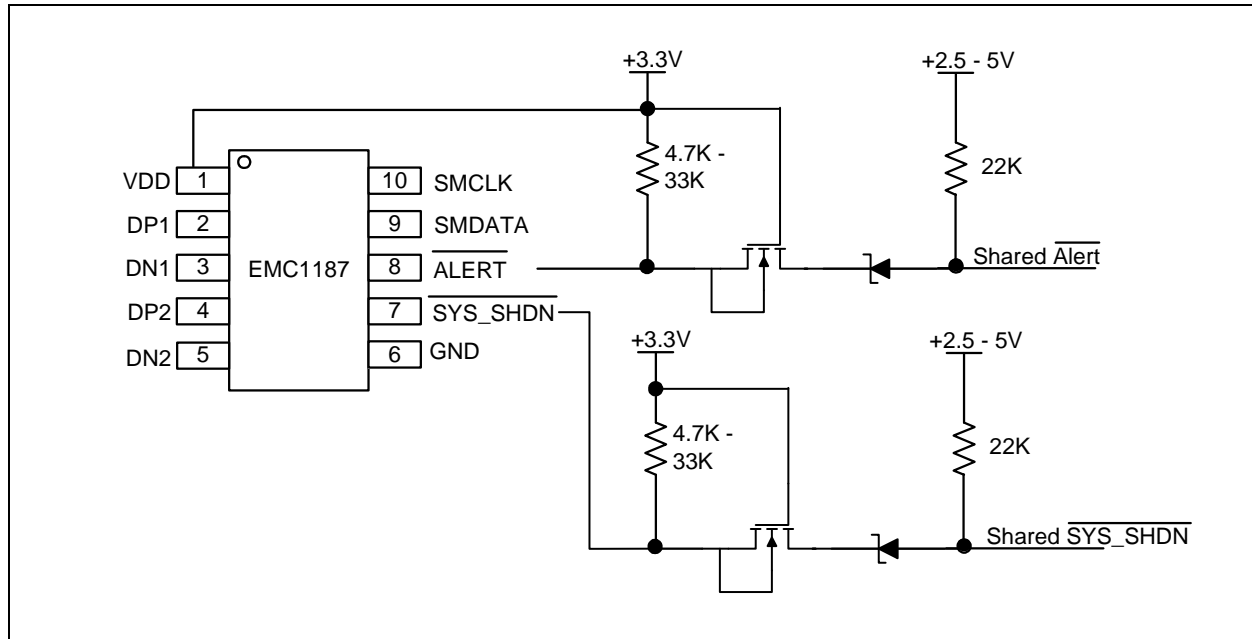 +3.3V
+2.5 - 5V
4.7K -
33K
22K
VDD 1
10 SMCLK
DP1 2
9 SMDATA
DN1 3
EMC1187
8 ALERT
Shared Alert
DP2 4
7 SYS_SHDN
DN2 5
6 GND
+3.3V
+2.5 - 5V
4.7K -
33K
22K
Shared SYS_SHDN